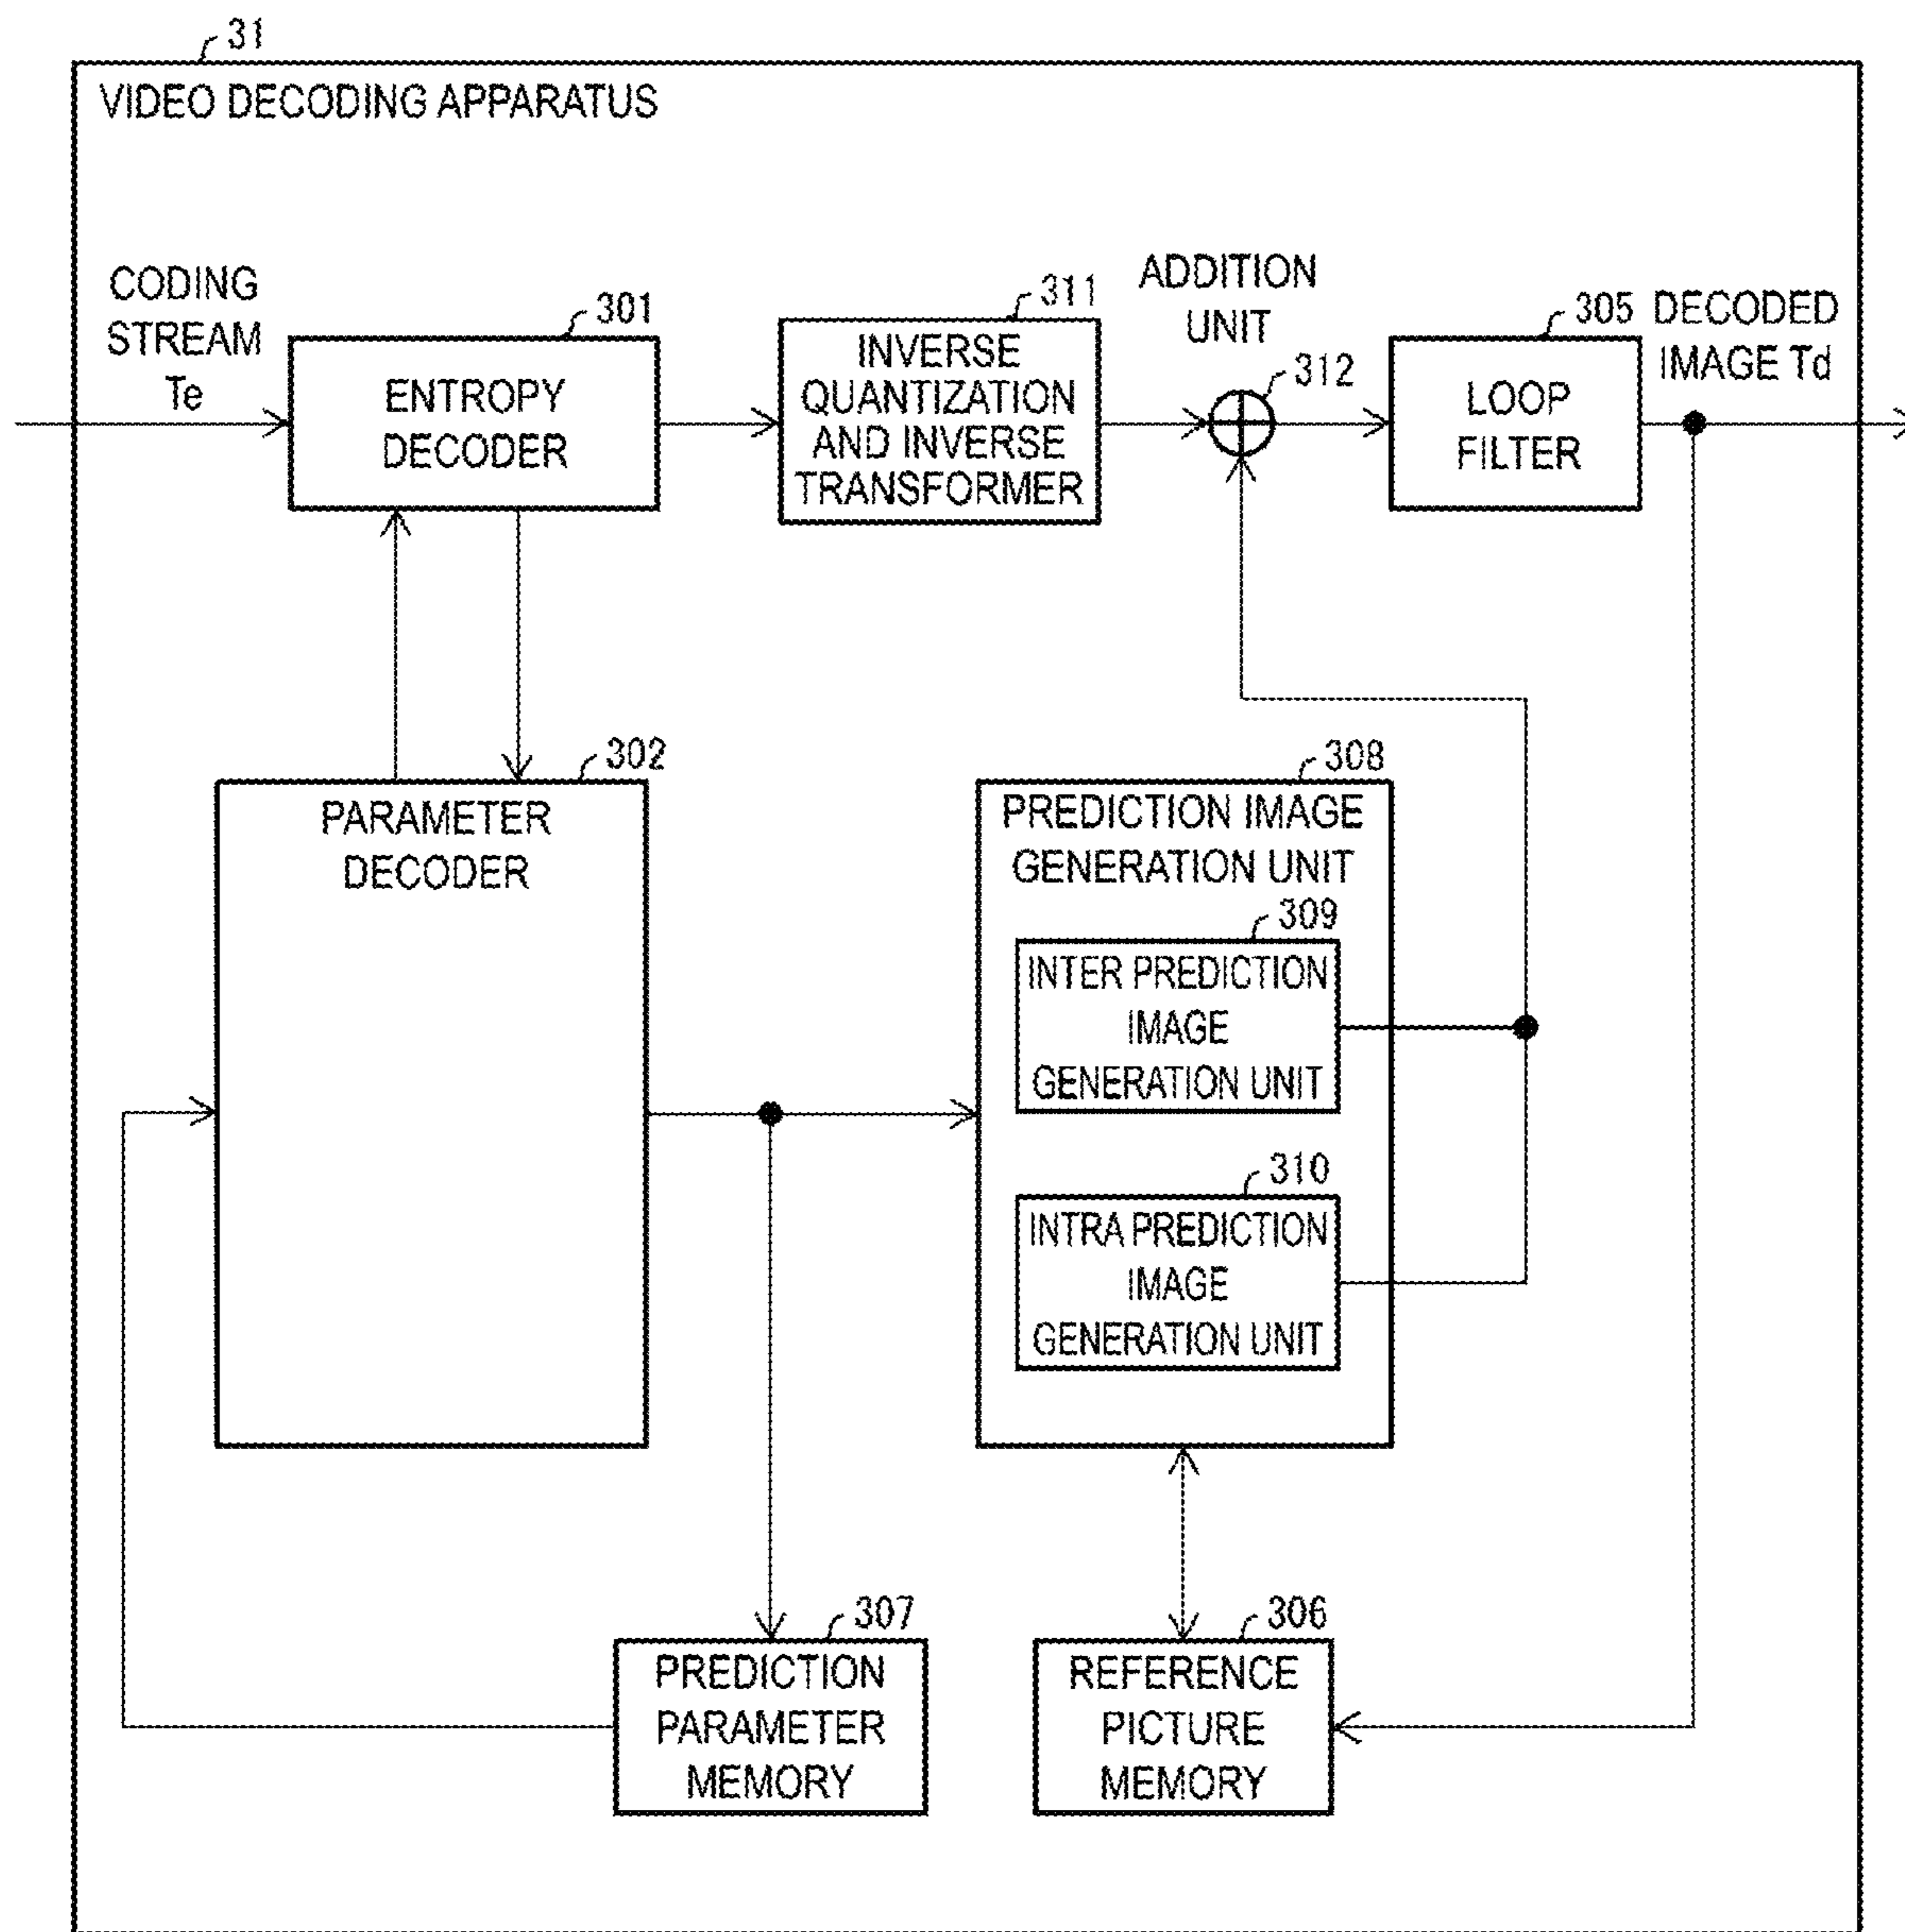 31
VIDEO DECODING APPARATUS
CODING
STREAM
Te
301
ENTROPY
DECODER
311
INVERSE
QUANTIZATION
AND INVERSE
TRANSFORMER
ADDITION
UNIT
312
305
LOOP
FILTER
DECODED
IMAGE Td
302
PARAMETER
DECODER
308
PREDICTION IMAGE
GENERATION UNIT
309
INTER PREDICTION
IMAGE
GENERATION UNIT
310
INTRA PREDICTION
IMAGE
GENERATION UNIT
307
PREDICTION
PARAMETER
MEMORY
306
REFERENCE
PICTURE
MEMORY